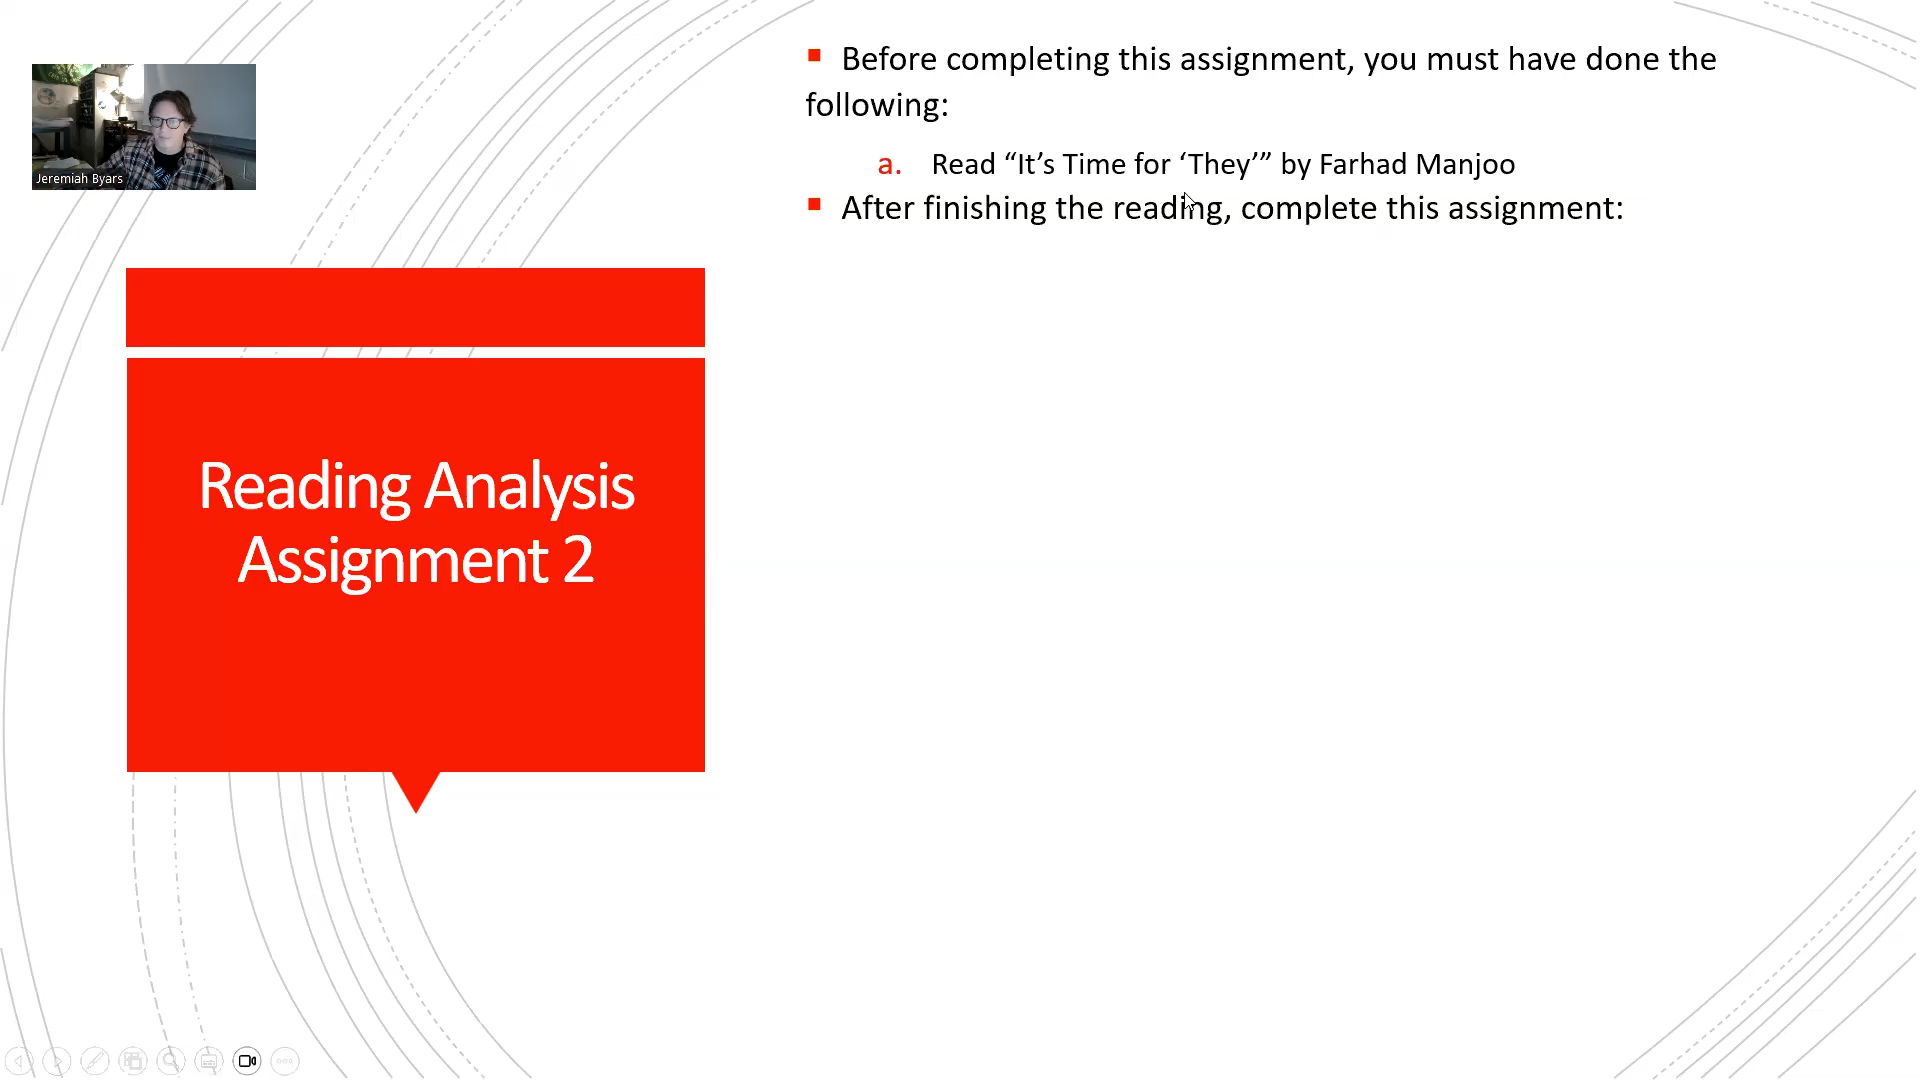 Jeremiah Byars
Reading Analysis
Assignment 2
▪ Before completing this assignment, you must have done the
following:
a. Read “It’s Time for ‘They’” by Farhad Manjoo
▪ After finishing the reading, complete this assignment: